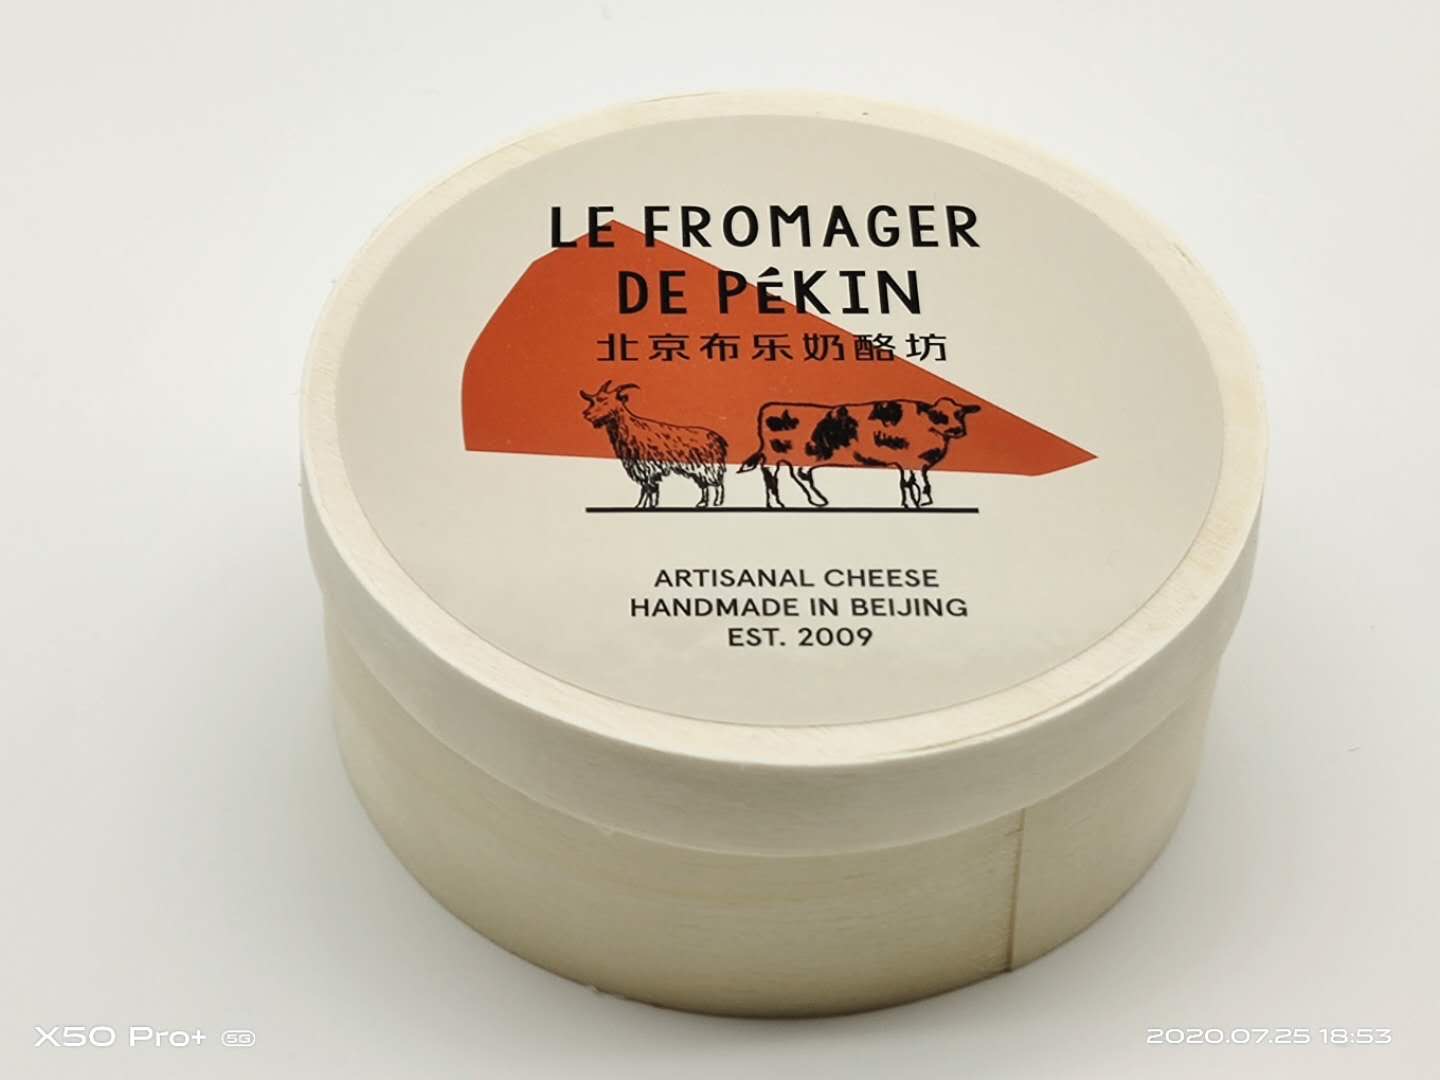 LE FROMAGER
DE PéKIN
北京布乐奶酪坊
ARTISANAL CHEESE
HANDMADE IN BEIJING
EST. 2009
X50 Pro+ 5G
2020.07.25 18:53